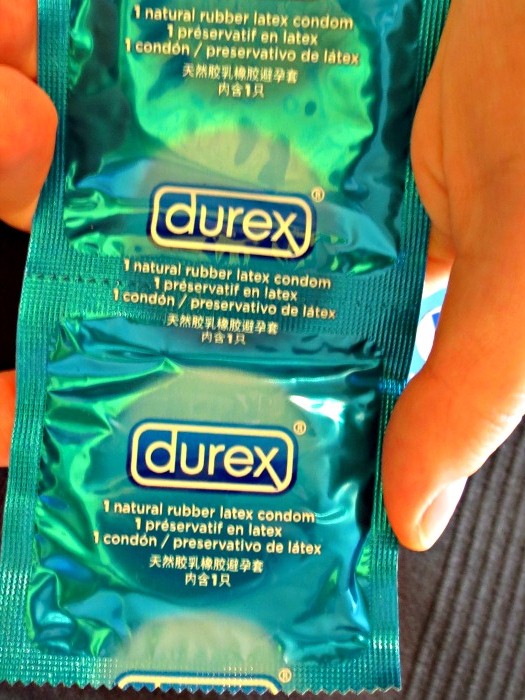 1 natural rubber latex condom
1 préservatif en latex
1 condón / preservativo de látex
天然胶乳橡胶避孕套
内含1只
durex®
1 natural rubber latex condom
1 préservatif en latex
1 condón / preservativo de látex
天然胶乳橡胶避孕套
内含1只
durex®
1 natural rubber latex condom
1 préservatif en latex
1 condón / preservativo de látex
天然胶乳橡胶避孕套
内含1只